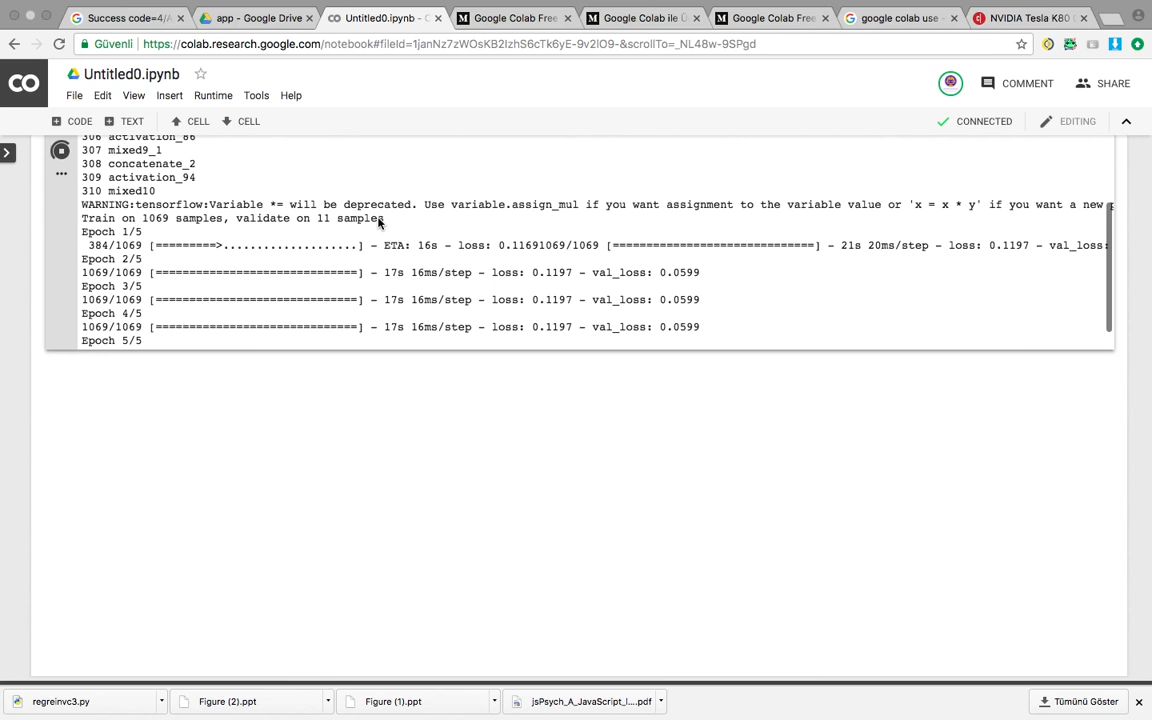 Success code=4/
app - Google Drive
Untitled0.ipynb - C
Google Colab Free
Google Colab ile Ü
Google Colab Free
google colab use -
NVIDIA Tesla K80
Güvenli
https://colab.research.google.com/notebook#fileId=1janNz7zWOsKB2IzhS6cTk6yE-9v2lO9-&scrollTo=_NL48w-9SPgd
CO
Untitled0.ipynb
COMMENT
SHARE
File Edit View Insert Runtime Tools Help
CODE TEXT CELL CELL
CONNECTED
EDITING
306 activation_86
307 mixed9_1
308 concatenate_2
309 activation_94
310 mixed10
WARNING:tensorflow:Variable *= will be deprecated. Use variable.assign_mul if you want assignment to the variable value or 'x = x * y' if you want a new p
Train on 1069 samples, validate on 11 samples
Epoch 1/5
384/1069 [=========>....................] - ETA: 16s - loss: 0.11691069/1069 [==============================] - 21s 20ms/step - loss: 0.1197 - val_loss:
Epoch 2/5
1069/1069 [==============================] - 17s 16ms/step - loss: 0.1197 - val_loss: 0.0599
Epoch 3/5
1069/1069 [==============================] - 17s 16ms/step - loss: 0.1197 - val_loss: 0.0599
Epoch 4/5
1069/1069 [==============================] - 17s 16ms/step - loss: 0.1197 - val_loss: 0.0599
Epoch 5/5
regreinvc3.py
Figure (2).ppt
Figure (1).ppt
jsPsych_A_JavaScript_l....pdf
Tümünü Göster